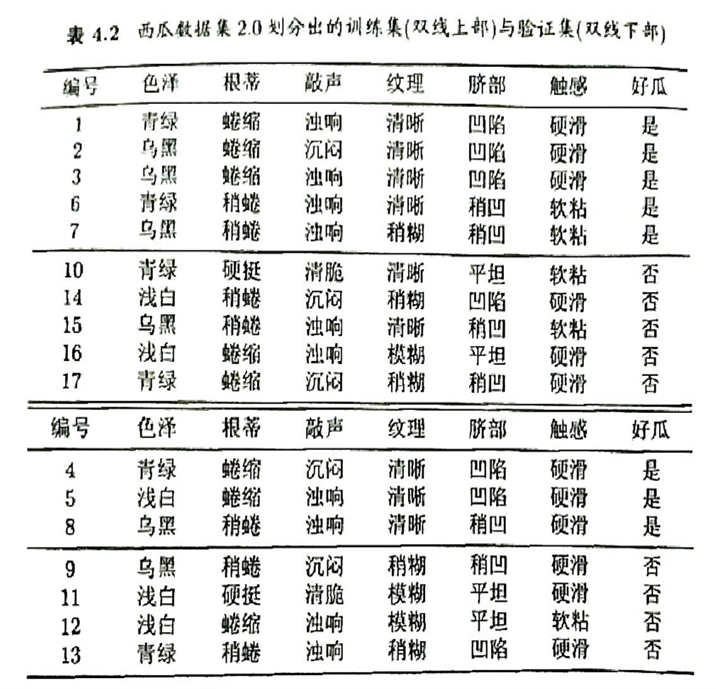 表 4.2 西瓜数据集 2.0 划分出的训练集(双线上部)与验证集(双线下部)
编号 色泽 根蒂 敲声 纹理 脐部 触感 好瓜
1 青绿 蜷缩 浊响 清晰 凹陷 硬滑 是
2 乌黑 蜷缩 沉闷 清晰 凹陷 硬滑 是
3 乌黑 蜷缩 浊响 清晰 凹陷 硬滑 是
6 青绿 稍蜷 浊响 清晰 稍凹 软粘 是
7 乌黑 稍蜷 浊响 稍糊 稍凹 软粘 是
10 青绿 硬挺 清脆 清晰 平坦 软粘 否
14 浅白 稍蜷 沉闷 稍糊 凹陷 硬滑 否
15 乌黑 稍蜷 浊响 清晰 稍凹 软粘 否
16 浅白 蜷缩 浊响 模糊 平坦 硬滑 否
17 青绿 蜷缩 沉闷 稍糊 稍凹 硬滑 否
编号 色泽 根蒂 敲声 纹理 脐部 触感 好瓜
4 青绿 蜷缩 沉闷 清晰 凹陷 硬滑 是
5 浅白 蜷缩 浊响 清晰 凹陷 硬滑 是
8 乌黑 稍蜷 浊响 清晰 稍凹 硬滑 是
9 乌黑 稍蜷 沉闷 稍糊 稍凹 硬滑 否
11 浅白 硬挺 清脆 模糊 平坦 硬滑 否
12 浅白 蜷缩 浊响 模糊 平坦 软粘 否
13 青绿 稍蜷 浊响 稍糊 凹陷 硬滑 否